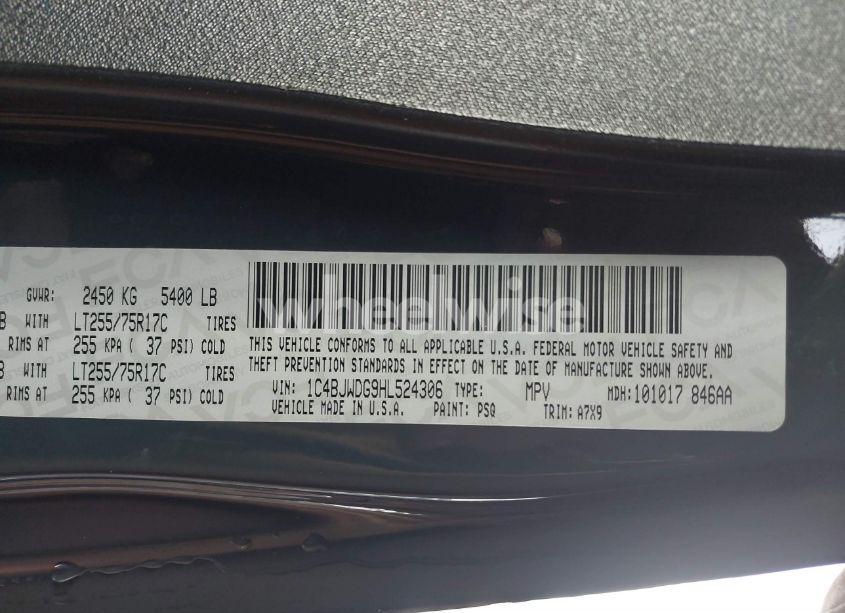 GVWR: 2450 KG 5400 LB
B WITH LT255/75R17C TIRES
RIMS AT 255 KPA ( 37 PSI) COLD
B WITH LT255/75R17C TIRES
RIMS AT 255 KPA ( 37 PSI) COLD
wheelwise
THIS VEHICLE CONFORMS TO ALL APPLICABLE U.S.A. FEDERAL MOTOR VEHICLE SAFETY AND
THEFT PREVENTION STANDARDS IN EFFECT ON THE DATE OF MANUFACTURE SHOWN ABOVE.
VIN: 1C4BJWDG9HL524306 TYPE: MPV MDH:101017 846AA
VEHICLE MADE IN U.S.A. PAINT: PSQ TRIM: A7X9